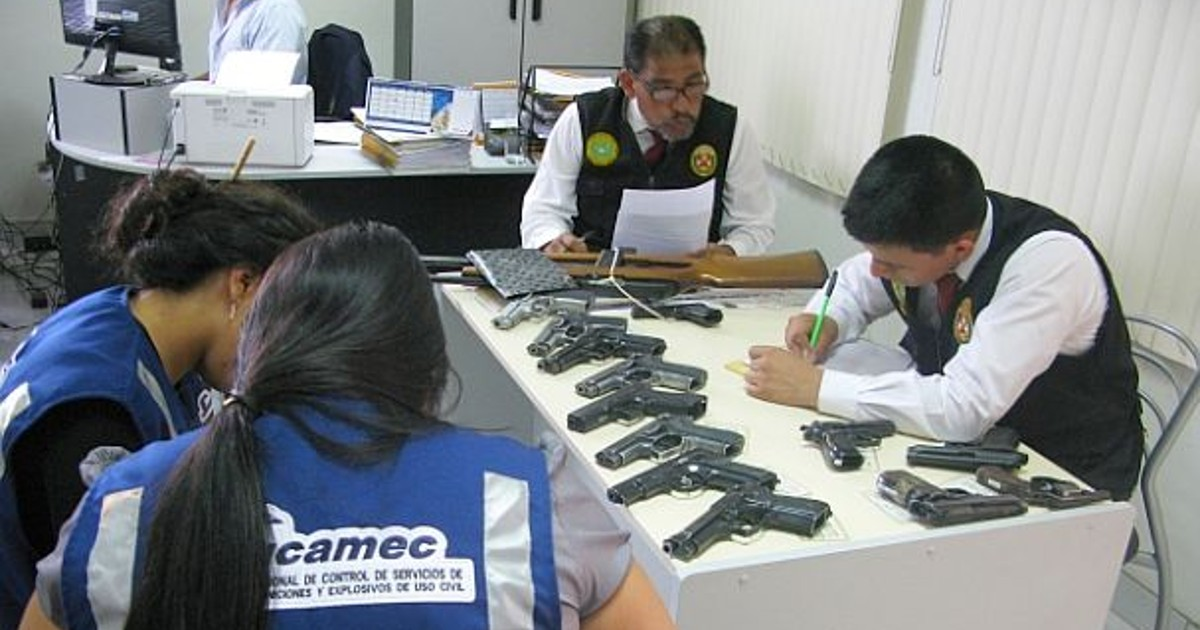 camec
NAL DE CONTROL DE SERVICIOS DE
NICIONES Y EXPLOSIVOS DE USO CIVIL